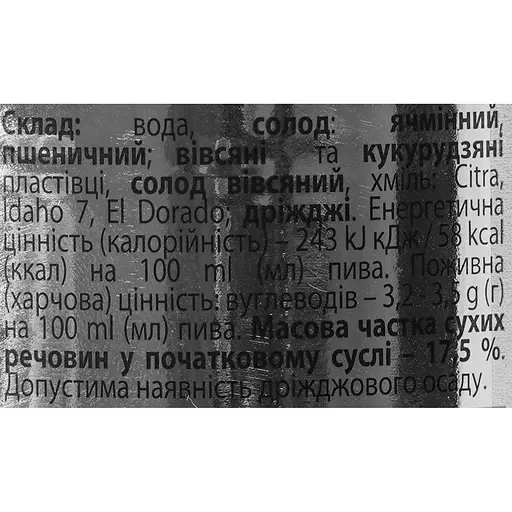 Склад: вода, солод: ячмінний,
пшеничний; вівсяні та кукурудзяні
пластівці, солод вівсяний, хміль: Citra,
Idaho 7, El Dorado; дріжджі. Енергетична
цінність (калорійність) – 243 kJ кДж / 58 kcal
(ккал) на 100 ml (мл) пива. Поживна
(харчова) цінність: вуглеводів – 3,2- 3,5 g (г)
на 100 ml (мл) пива. Масова частка сухих
речовин у початковому суслі – 17,5 %.
Допустима наявність дріжджового осаду.